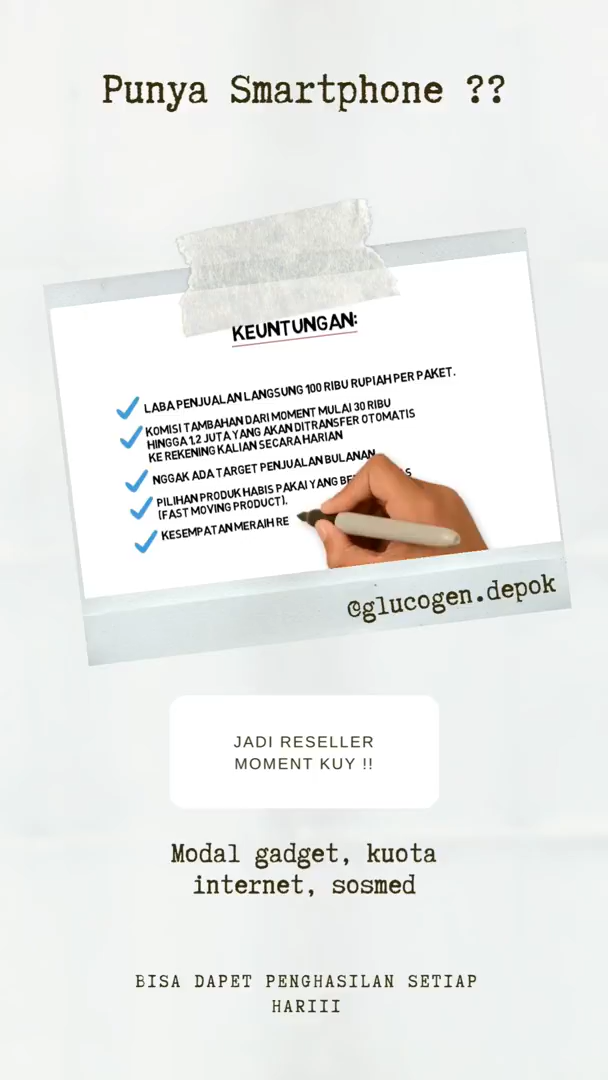 Punya Smartphone ??
KEUNTUNGAN:
LABA PENJUALAN LANGSUNG 100 RIBU RUPIAH PER PAKET.
KOMISI TAMBAHAN DARI MOMENT MULAI 30 RIBU
HINGGA 1,2 JUTA YANG AKAN DITRANSFER OTOMATIS
KE REKENING KALIAN SECARA HARIAN
NGGAK ADA TARGET PENJUALAN BULANAN
PILIHAN PRODUK HABIS PAKAI YANG
(FAST MOVING PRODUCT).
KESEMPATAN MERAIH RE
@glucogen.depok
JADI RESELLER
MOMENT KUY !!
Modal gadget, kuota
internet, sosmed
BISA DAPET PENGHASILAN SETIAP
HARIII